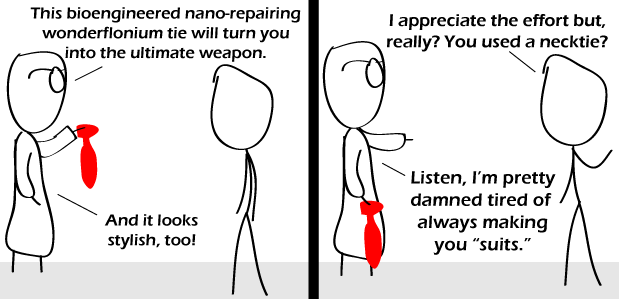 This bioengineered nano-repairing
wonderflonium tie will turn you
into the ultimate weapon.
And it looks
stylish, too!
I appreciate the effort but,
really? You used a necktie?
Listen, I'm pretty
damned tired of
always making
you “suits.”